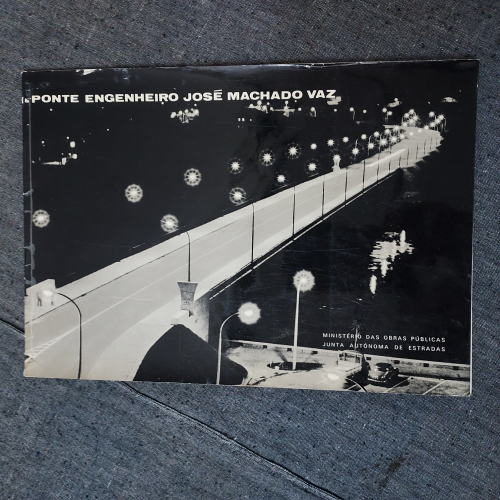 PONTE ENGENHEIRO JOSÉ MACHADO VAZ
MINISTÉRIO DAS OBRAS PÚBLICAS
JUNTA AUTÓNOMA DE ESTRADAS